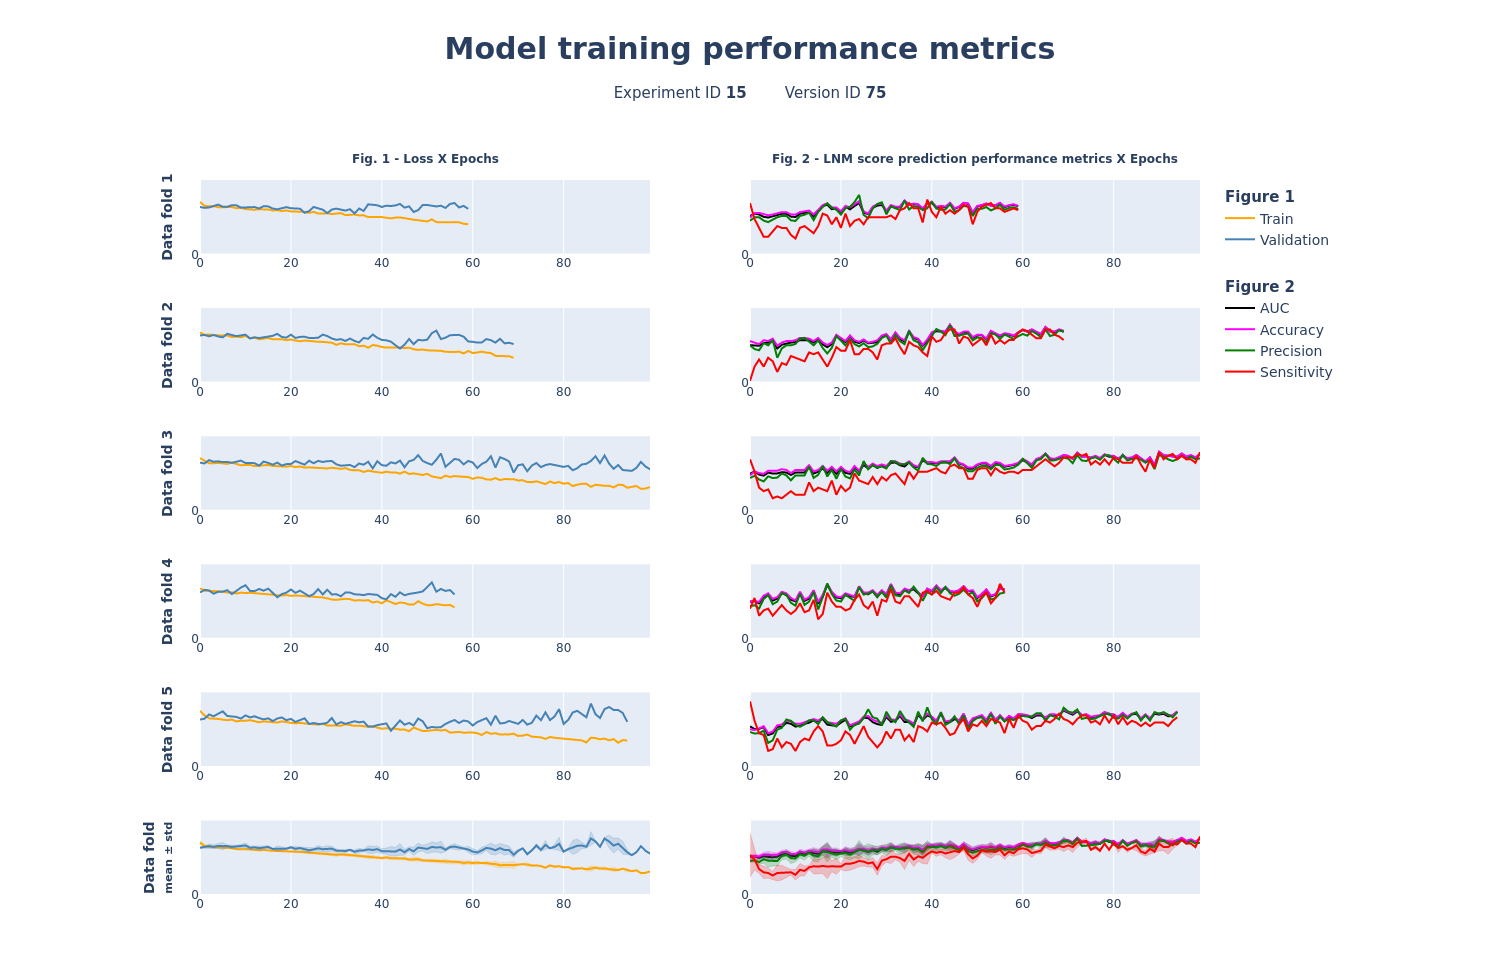 Model training performance metrics
Experiment ID 15 Version ID 75
Fig. 1 - Loss X Epochs
Fig. 2 - LNM score prediction performance metrics X Epochs
Data fold 1
0
0 20 40 60 80
0
0 20 40 60 80
Figure 1
Train
Validation
Figure 2
AUC
Accuracy
Precision
Sensitivity
Data fold 2
0
0 20 40 60 80
0
0 20 40 60 80
Data fold 3
0
0 20 40 60 80
0
0 20 40 60 80
Data fold 4
0
0 20 40 60 80
0
0 20 40 60 80
Data fold 5
0
0 20 40 60 80
0
0 20 40 60 80
Data fold
mean ± std
0
0 20 40 60 80
0
0 20 40 60 80